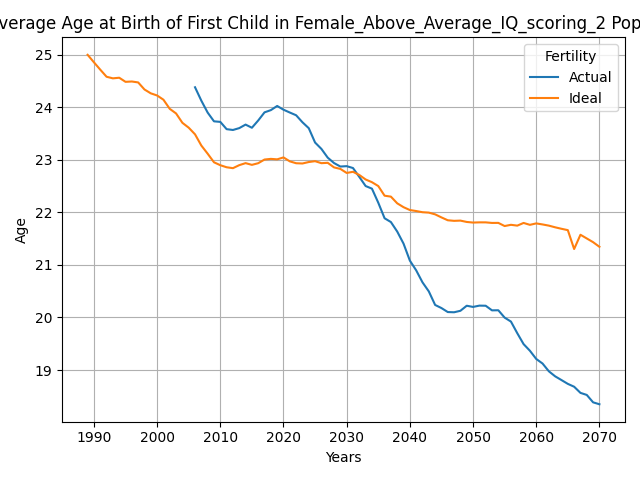 verage Age at Birth of First Child in Female_Above_Average_IQ_scoring_2 Pop
Fertility
Actual
Ideal
25
24
23
22
21
20
19
Age
1990 2000 2010 2020 2030 2040 2050 2060 2070
Years